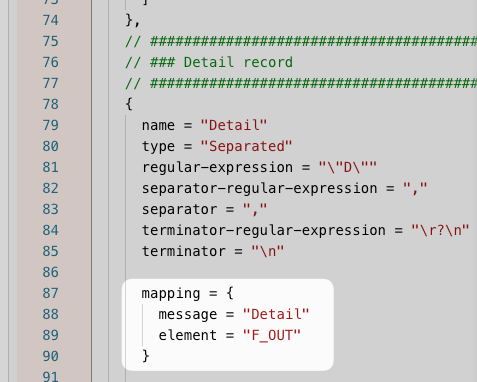 73 ]
74 },
75 // #######################################
76 // ### Detail record
77 // #######################################
78 {
79 name = "Detail"
80 type = "Separated"
81 regular-expression = "\"D\""
82 separator-regular-expression = ","
83 separator = ","
84 terminator-regular-expression = "\r?\n"
85 terminator = "\n"
86
87 mapping = {
88 message = "Detail"
89 element = "F_OUT"
90 }
91